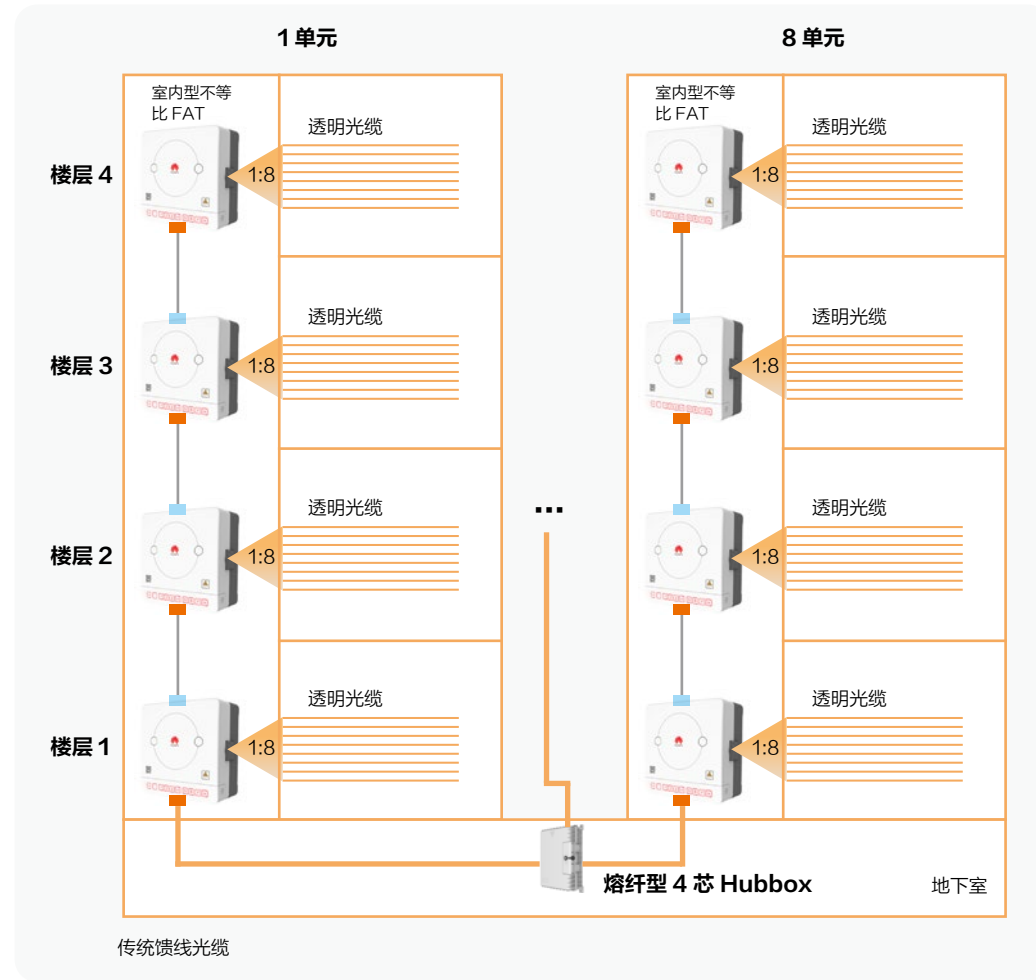 1 单元
8 单元
室内型不等
比 FAT
透明光缆
室内型不等
比 FAT
透明光缆
楼层 4
1:8
1:8
透明光缆
透明光缆
楼层 3
1:8
1:8
透明光缆
...
透明光缆
楼层 2
1:8
1:8
透明光缆
透明光缆
楼层 1
1:8
1:8
熔纤型 4 芯 Hubbox
地下室
传统馈线光缆